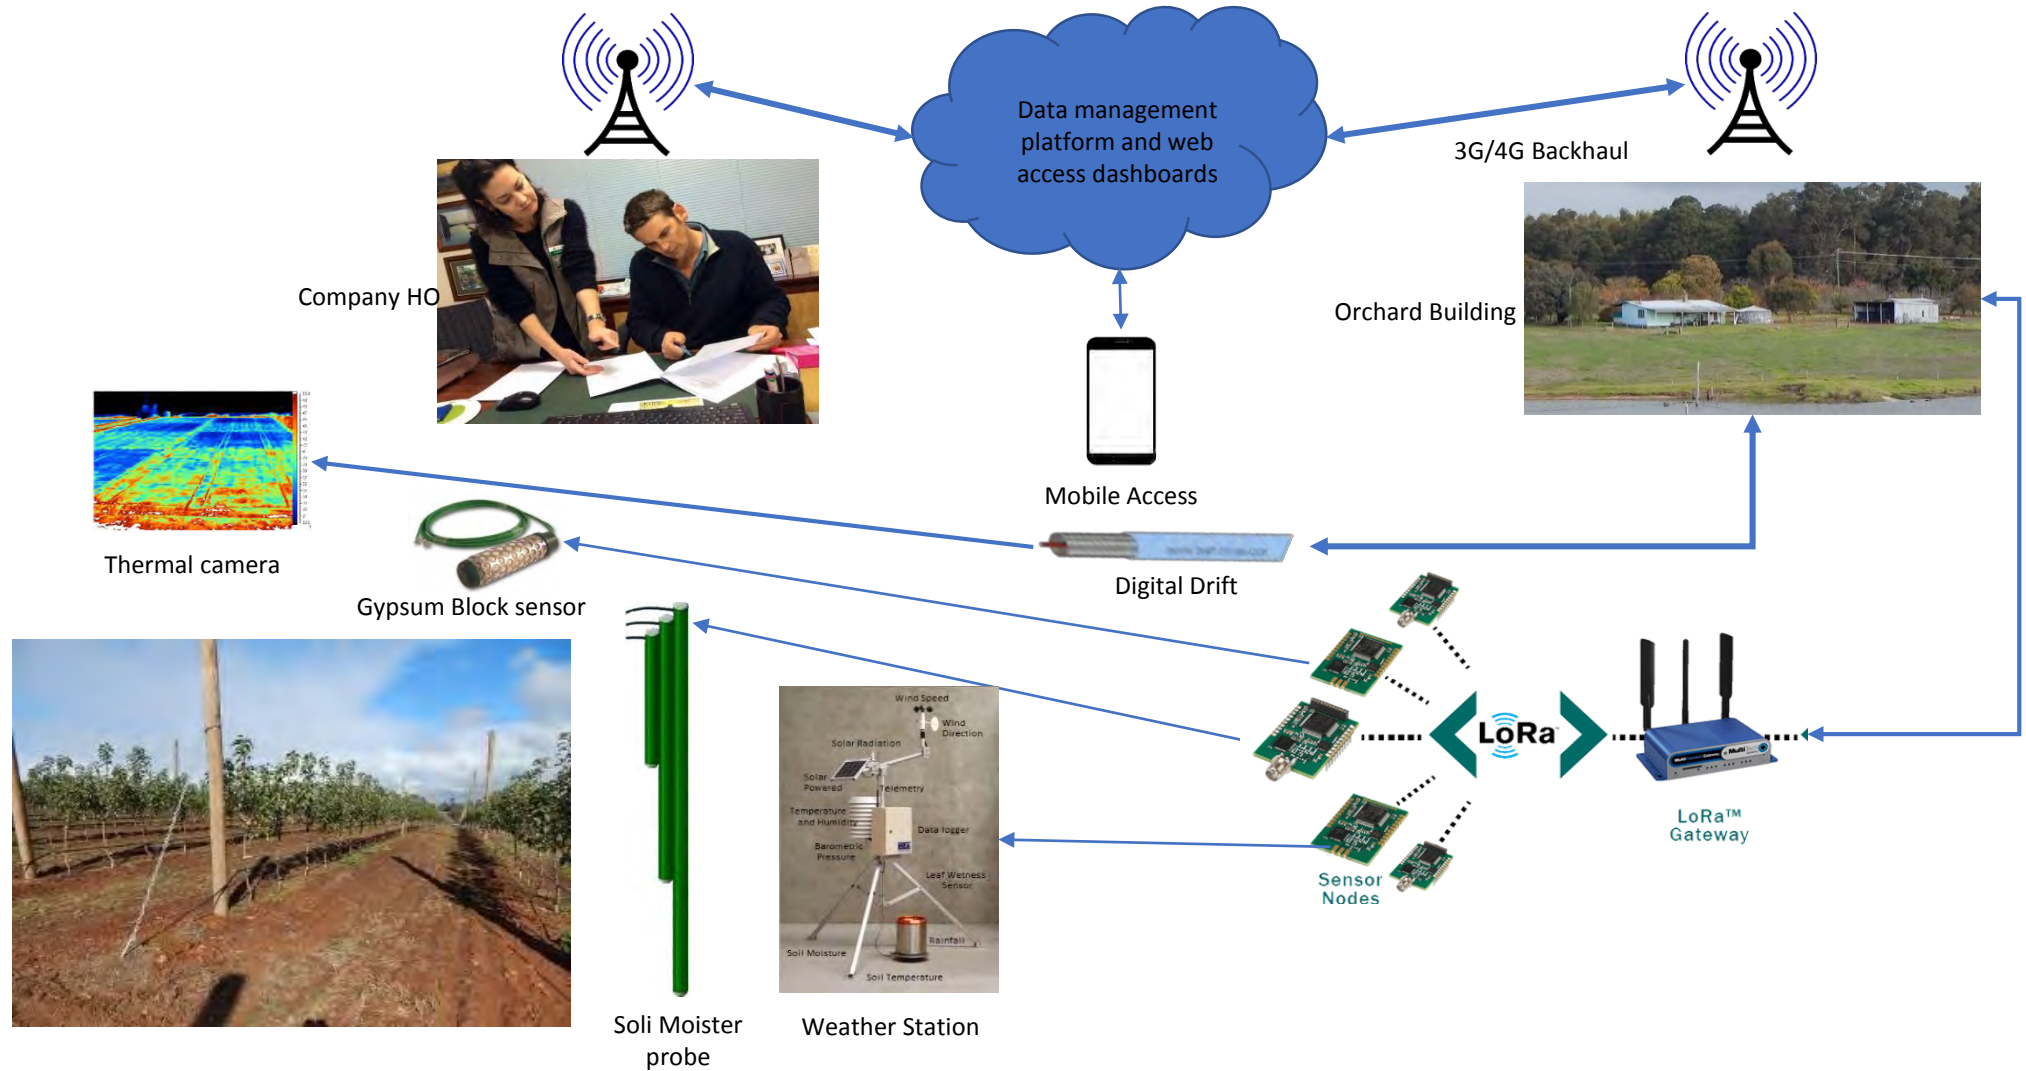 Data management
platform and web
access dashboards
3G/4G Backhaul
Company HO
Orchard Building
Mobile Access
Thermal camera
Digital Drift
Gypsum Block sensor
Wind Speed
Wind
Direction
Solar Radiation
Solar
Powered
Telemetry
Temperature
and Humidity
Data logger
Barometric
Pressure
Leaf Wetness
Sensor
Rainfall
Soil Moisture
Soil Temperature
LoRa
MultiTech
LoRa™
Gateway
Sensor
Nodes
Soli Moister
probe
Weather Station